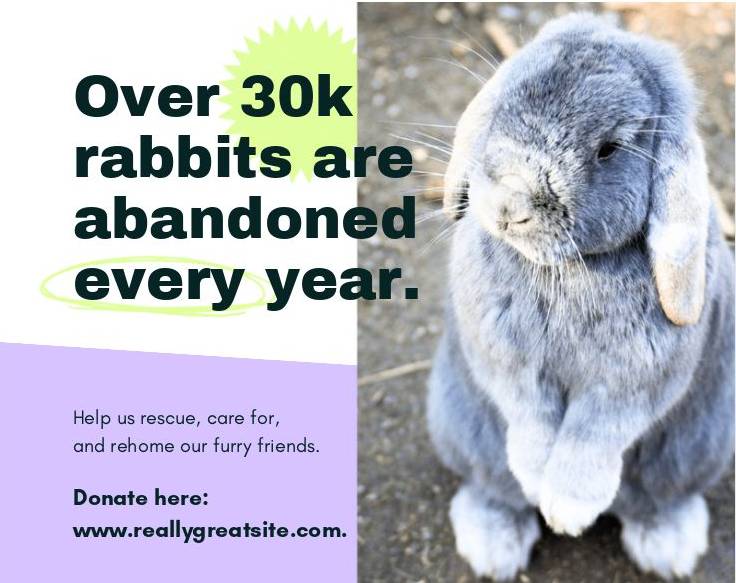 Over 30k
rabbits are
abandoned
every year.
Help us rescue, care for,
and rehome our furry friends.
Donate here:
www.reallygreatsite.com.